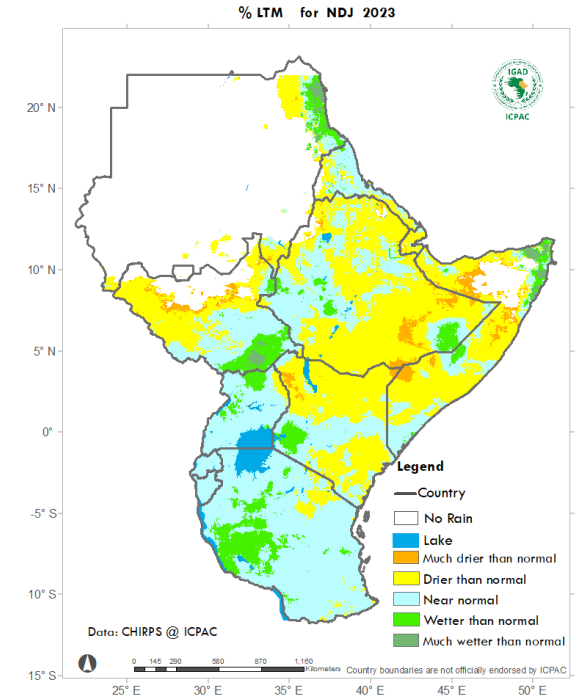 % LTM for NDJ 2023
IGAD
ICPAC
20° N
15° N
10° N
5° N
0°
-5° S
10° S
15° S
Legend
Country
No Rain
Lake
Much drier than normal
Drier than normal
Near normal
Wetter than normal
Much wetter than normal
Data: CHIRPS @ ICPAC
0 145 290 580 870 1,160
Kilometers
Country boundaries are not officially endorsed by ICPAC
25° E 30° E 35° E 40° E 45° E 50° E